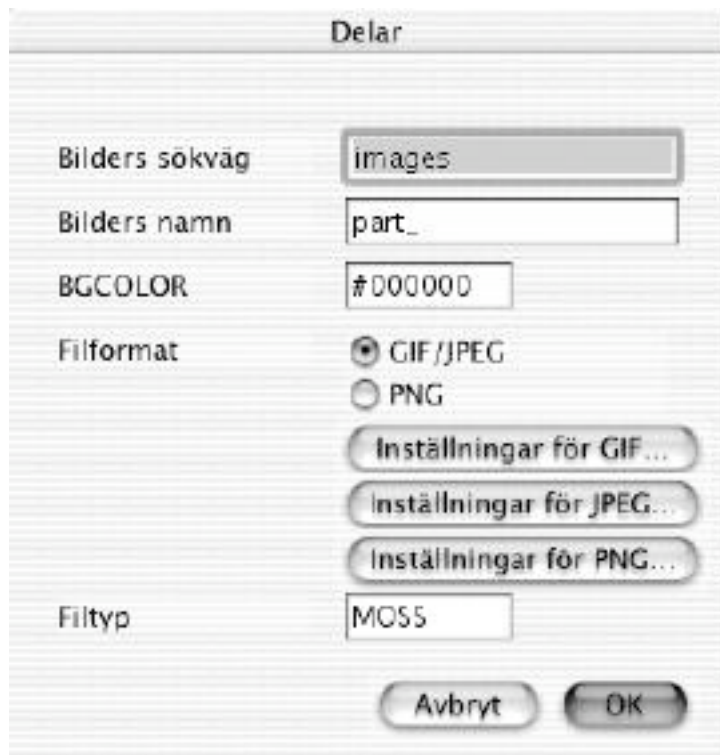 Delar
Bilders sökväg images
Bilders namn part_
BGCOLOR #000000
Filformat GIF/JPEG
PNG
Inställningar för GIF...
Inställningar för JPEG...
Inställningar för PNG...
Filtyp MOSS
Avbryt OK